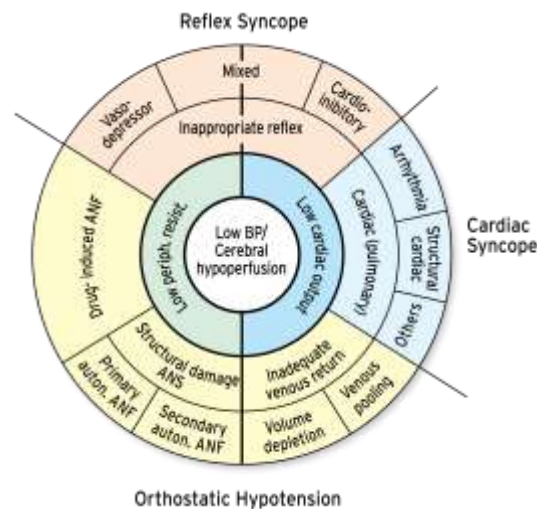 Reflex Syncope
Mixed
Vaso-
depressor
Cardio-
inibitory
Inappropriate reflex
Arrhythmia
Structural
cardiac
Others
Cardiac
Syncope
Cardiac (pulmonary)
Low periph. resist.
Low cardiac output
Low BP/
Cerebral
hypoperfusion
Drug- induced ANF
Structural damage
ANS
Inadequate
venous return
Primary
auton. ANF
Secondary
auton. ANF
Volume
depletion
Venous
pooling
Orthostatic Hypotension